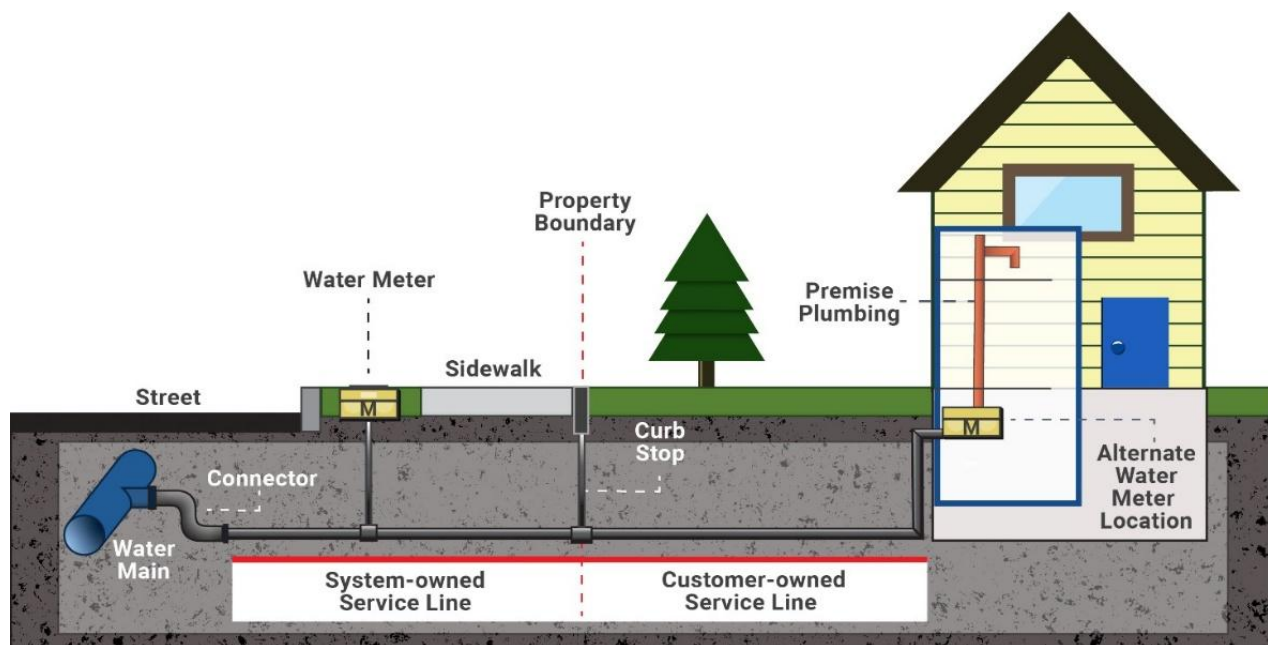 Property
Boundary
Water Meter
Premise
Plumbing
Sidewalk
Street
M
M
Curb
Stop
Connector
Alternate
Water
Meter
Location
Water
Main
System-owned
Service Line
Customer-owned
Service Line